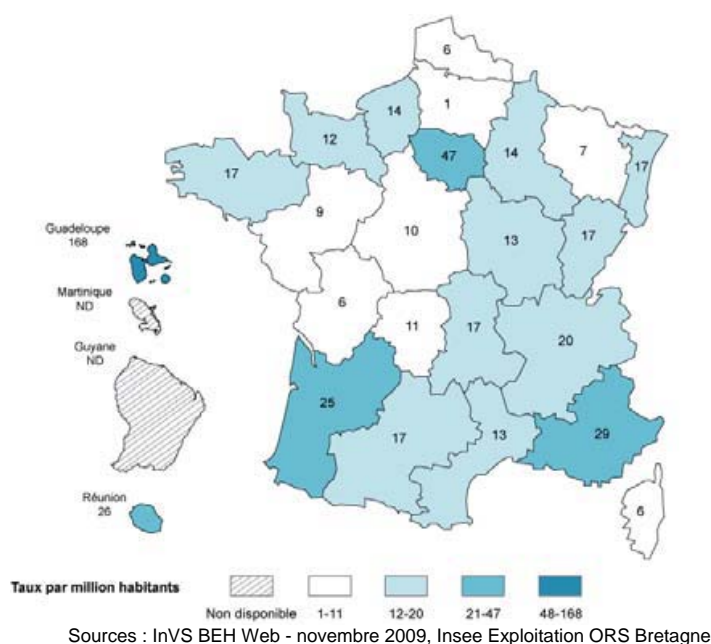 6
1
14
12
47
14
7
17
17
9
10
13
17
6
11
17
20
25
17
13
29
6
Guadeloupe
168
Martinique
ND
Guyane
ND
Réunion
26
Taux par million habitants
Non disponible 1-11 12-20 21-47 48-168
Sources : InVS BEH Web - novembre 2009, Insee Exploitation ORS Bretagne